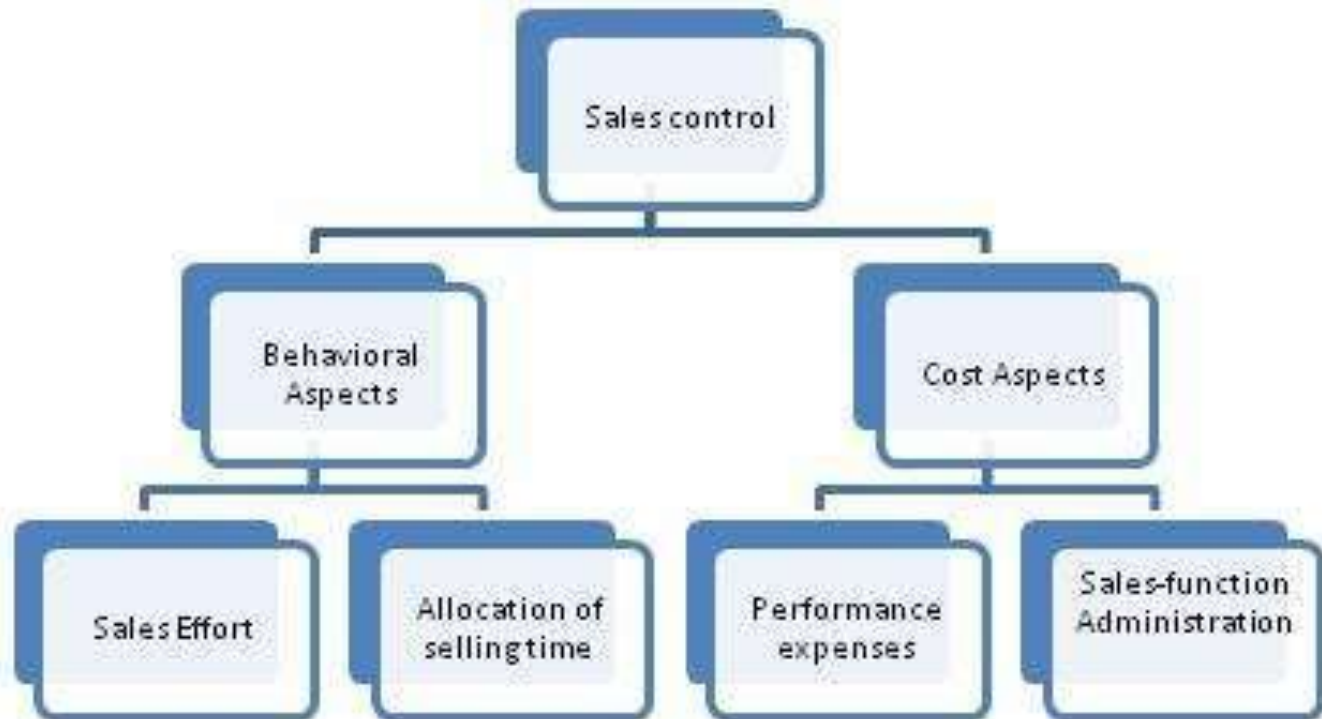 Sales control
Behavioral
Aspects
Cost Aspects
Sales Effort
Allocation of
selling time
Performance
expenses
Sales-function
Administration